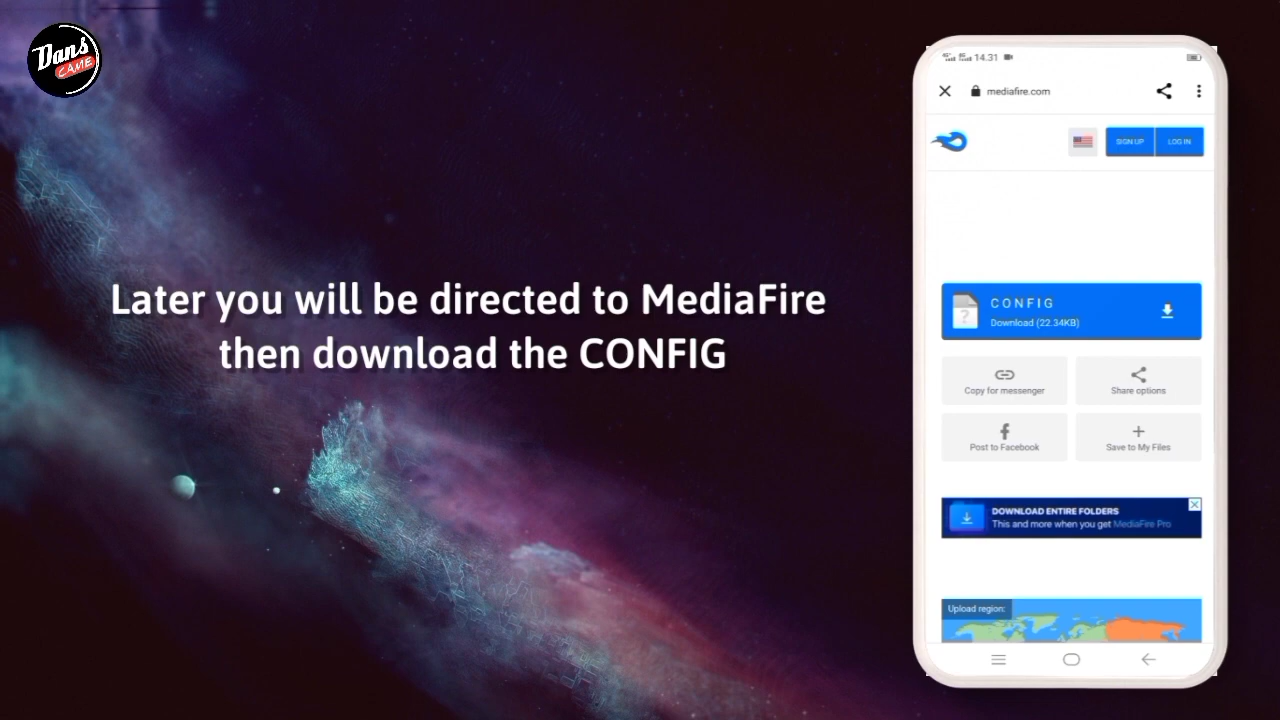 Dans
CAME
Later you will be directed to MediaFire
then download the CONFIG
14.31
mediafire.com
SIGN UP
LOG IN
CONFIG
Download (22.34KB)
Copy for messenger
Share options
Post to Facebook
Save to My Files
DOWNLOAD ENTIRE FOLDERS
This and more when you get MediaFire Pro
Upload region: